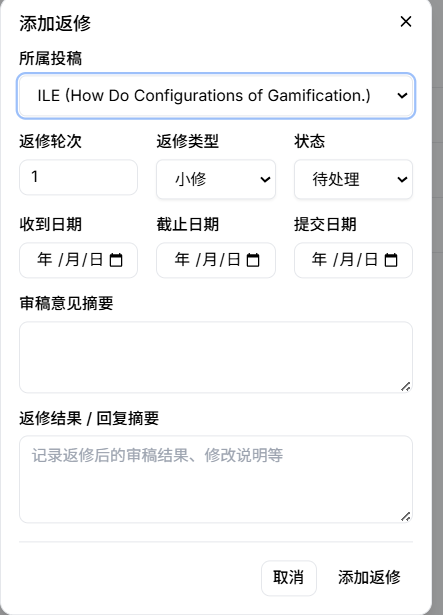 添加返修
所属投稿
ILE (How Do Configurations of Gamification.)
返修轮次 返修类型 状态
1 小修 待处理
收到日期 截止日期 提交日期
年 /月/日 年 /月/日 年 /月/日
审稿意见摘要
返修结果 / 回复摘要
记录返修后的审稿结果、修改说明等
取消 添加返修